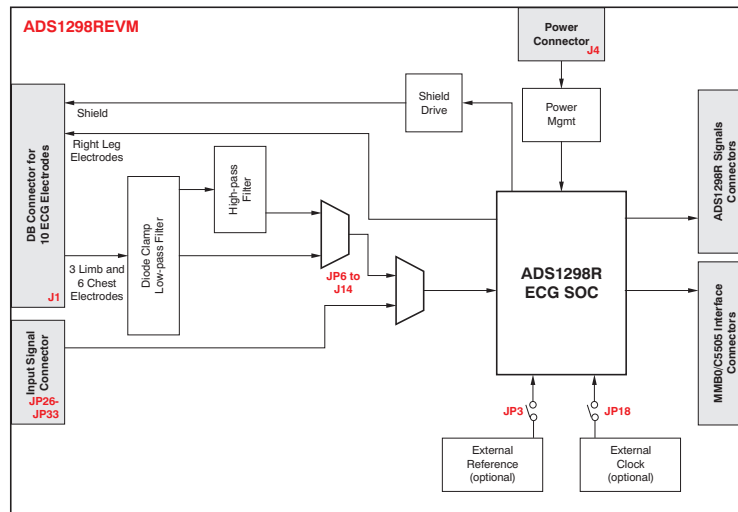 ADS1298REVM
Power
Connector
J4
Shield
Drive
Power
Mgmt
Shield
Right Leg
Electrodes
DB Connector for
10 ECG Electrodes
J1
3 Limb and
6 Chest
Electrodes
Diode Clamp
Low-pass Filter
High-pass
Filter
JP6 to
J14
ADS1298R
ECG SOC
ADS1298R Signals
Connectors
MMB0/C5505 Interface
Connectors
Input Signal
Connector
JP26-
JP33
JP3
JP18
External
Reference
(optional)
External
Clock
(optional)